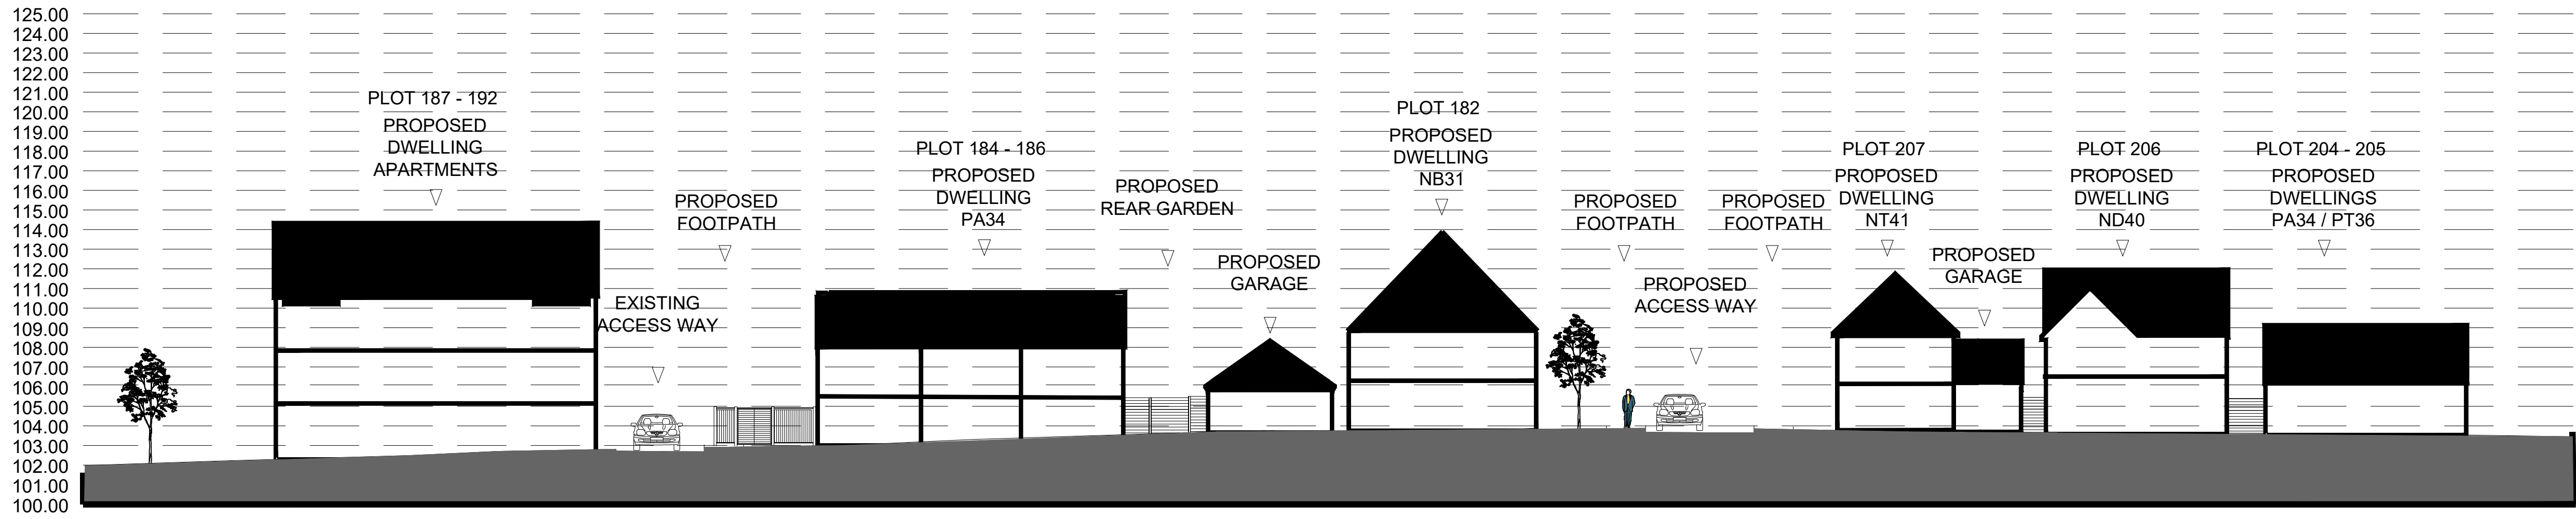 125.00
124.00
123.00
122.00
121.00
120.00
119.00
118.00
117.00
116.00
115.00
114.00
113.00
112.00
111.00
110.00
109.00
108.00
107.00
106.00
105.00
104.00
103.00
102.00
101.00
100.00
PLOT 187 - 192
PROPOSED
DWELLING
APARTMENTS
EXISTING
ACCESS WAY
PROPOSED
FOOTPATH
PLOT 184 - 186
PROPOSED
DWELLING
PA34
PROPOSED
REAR GARDEN
PROPOSED
GARAGE
PLOT 182
PROPOSED
DWELLING
NB31
PROPOSED
FOOTPATH
PROPOSED
ACCESS WAY
PROPOSED
FOOTPATH
PLOT 207
PROPOSED
DWELLING
NT41
PROPOSED
GARAGE
PLOT 206
PROPOSED
DWELLING
ND40
PLOT 204 - 205
PROPOSED
DWELLINGS
PA34 / PT36